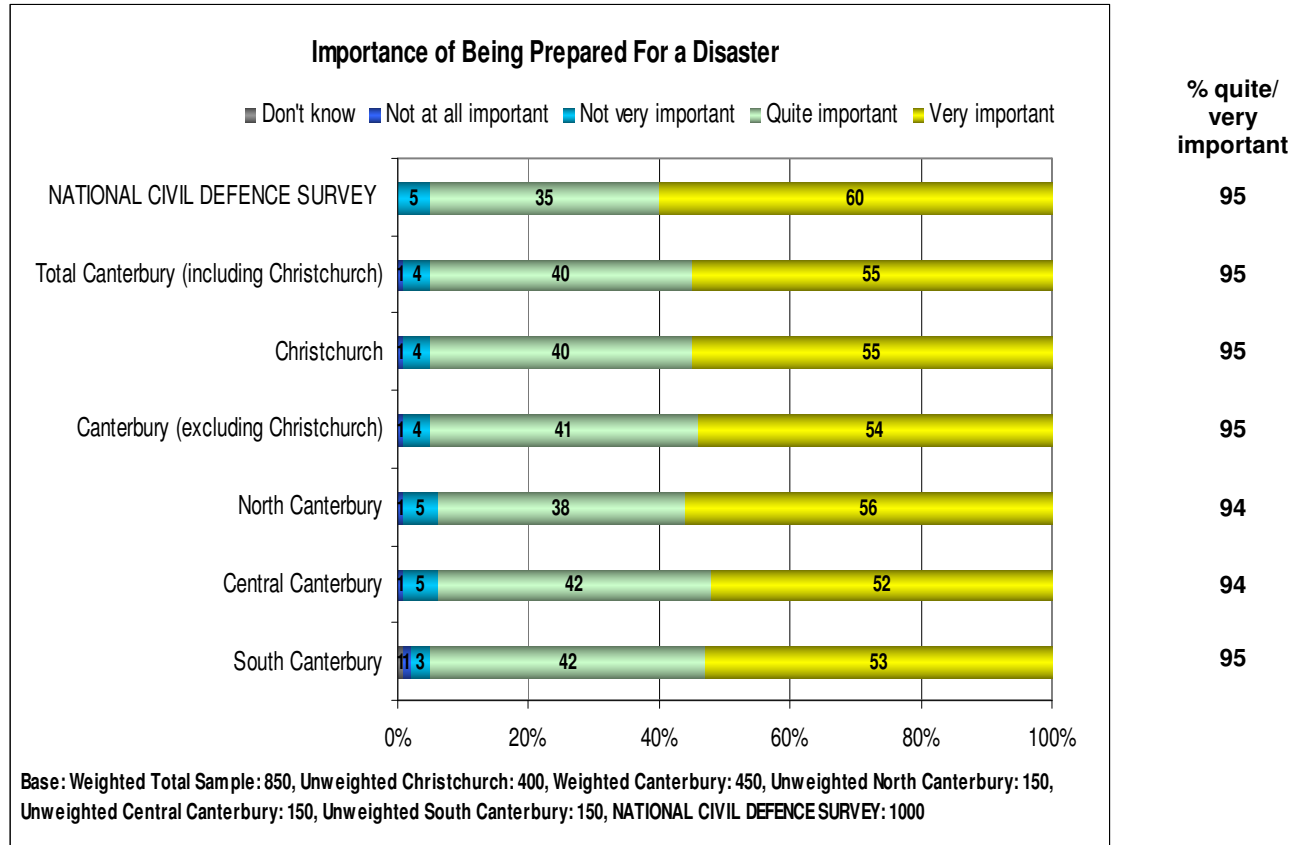 Importance of Being Prepared For a Disaster
Don't know Not at all important Not very important Quite important Very important
% quite/
very
important
NATIONAL CIVIL DEFENCE SURVEY 5 35 60 95
Total Canterbury (including Christchurch) 1 4 40 55 95
Christchurch 1 4 40 55 95
Canterbury (excluding Christchurch) 1 4 41 54 95
North Canterbury 1 5 38 56 94
Central Canterbury 1 5 42 52 94
South Canterbury 1 1 3 42 53 95
0% 20% 40% 60% 80% 100%
Base: Weighted Total Sample: 850, Unweighted Christchurch: 400, Weighted Canterbury: 450, Unweighted North Canterbury: 150,
Unweighted Central Canterbury: 150, Unweighted South Canterbury: 150, NATIONAL CIVIL DEFENCE SURVEY: 1000